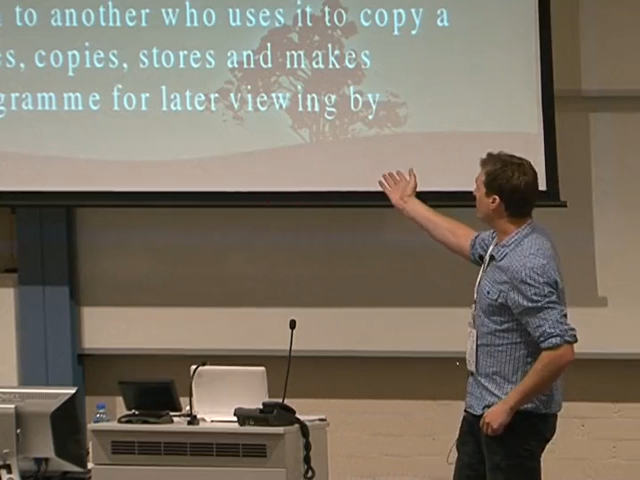 to another who uses it to copy a
es, copies, stores and makes
gramme for later viewing by